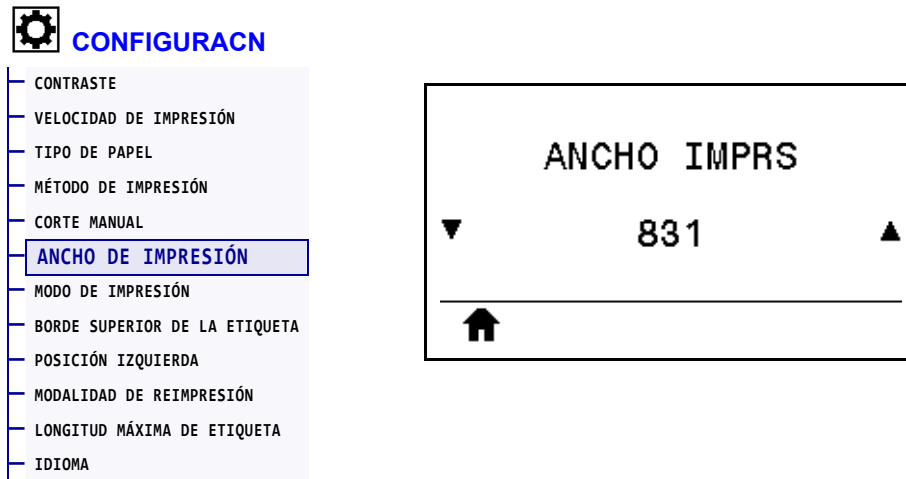 CONFIGURACN
CONTRASTE
VELOCIDAD DE IMPRESIÓN
TIPO DE PAPEL
MÉTODO DE IMPRESIÓN
CORTE MANUAL
ANCHO DE IMPRESIÓN
MODO DE IMPRESIÓN
BORDE SUPERIOR DE LA ETIQUETA
POSICIÓN IZQUIERDA
MODALIDAD DE REIMPRESIÓN
LONGITUD MÁXIMA DE ETIQUETA
IDIOMA
ANCHO IMPRS
831